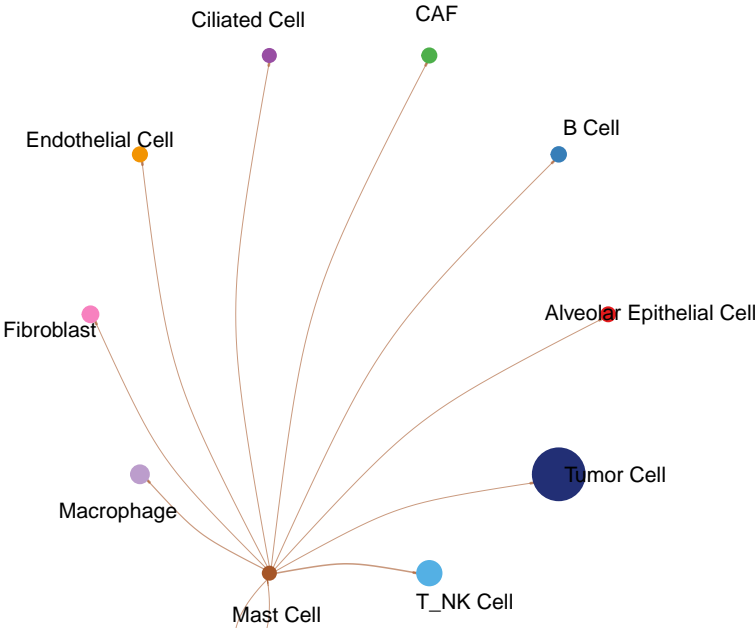 CAF
Ciliated Cell
B Cell
Endothelial Cell
Alveolar Epithelial Cell
Fibroblast
Tumor Cell
Macrophage
T_NK Cell
Mast Cell